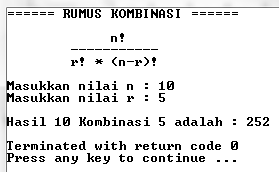 ====== RUMUS KOMBINASI ======
n!
-----------
r! * (n-r)!
Masukkan nilai n : 10
Masukkan nilai r : 5
Hasil 10 Kombinasi 5 adalah : 252
Terminated with return code 0
Press any key to continue ...